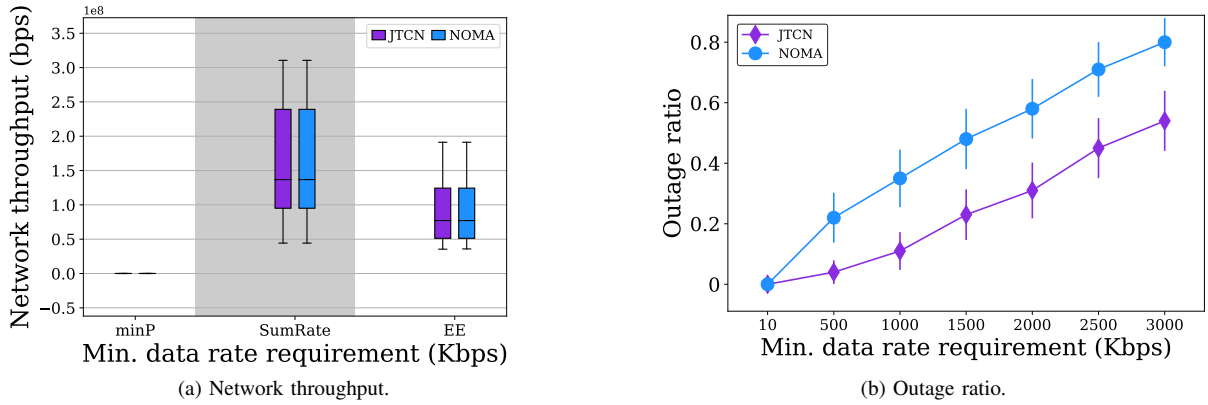 1e8
Network throughput (bps)
3.5
3.0
2.5
2.0
1.5
1.0
0.5
0.0
−0.5
JTCN NOMA
minP SumRate EE
Min. data rate requirement (Kbps)
(a) Network throughput.
Outage ratio
0.8
0.6
0.4
0.2
0
JTCN
NOMA
10 500 1000 1500 2000 2500 3000
Min. data rate requirement (Kbps)
(b) Outage ratio.